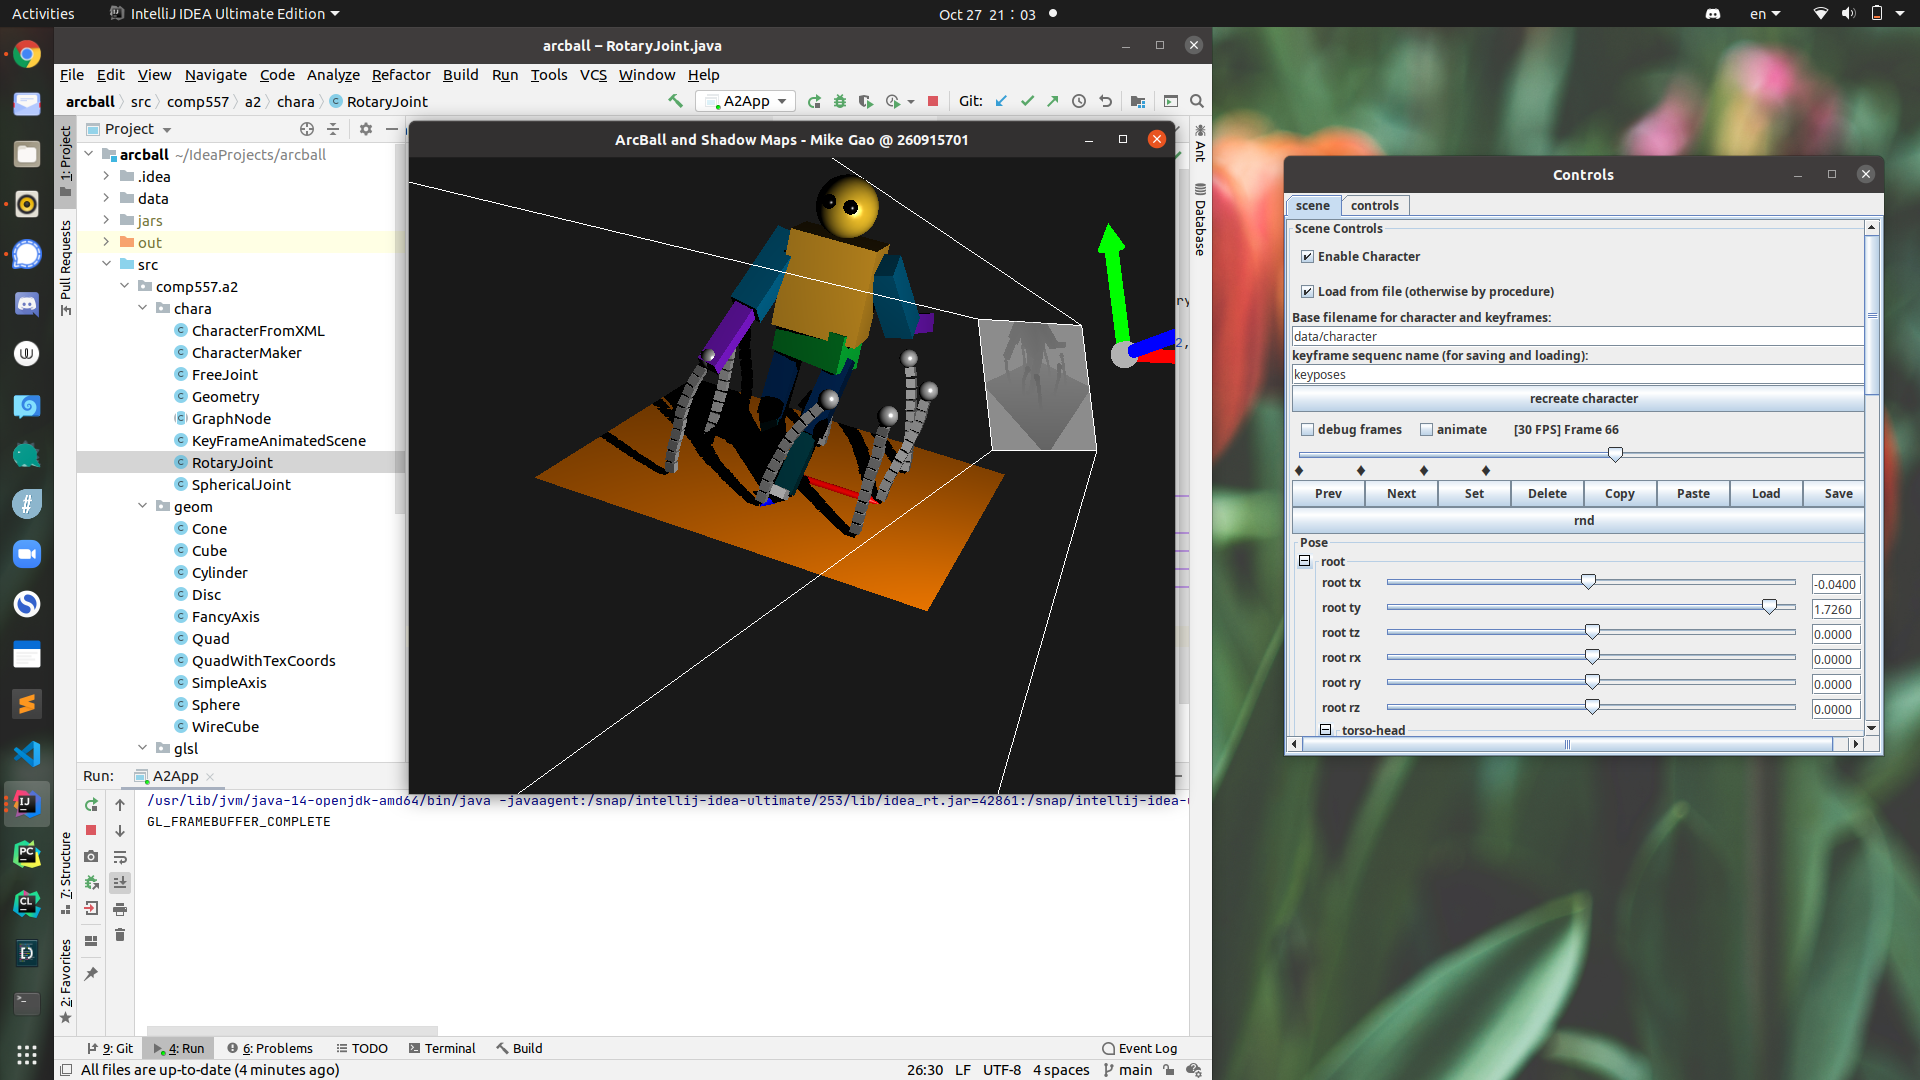 Activities
IntelliJ IDEA Ultimate Edition
Oct 27 21 : 03
en
arcball – RotaryJoint.java
File Edit View Navigate Code Analyze Refactor Build Run Tools VCS Window Help
arcball src comp557 a2 chara RotaryJoint
A2App
Git:
1: Project
Pull Requests
7: Structure
2: Favorites
Project
arcball ~/IdeaProjects/arcball
.idea
data
jars
out
src
comp557.a2
chara
CharacterFromXML
CharacterMaker
FreeJoint
Geometry
GraphNode
KeyFrameAnimatedScene
RotaryJoint
SphericalJoint
geom
Cone
Cube
Cylinder
Disc
FancyAxis
Quad
QuadWithTexCoords
SimpleAxis
Sphere
WireCube
glsl
ArcBall and Shadow Maps - Mike Gao @ 260915701
ry
2,
Ant
Database
Run: A2App
/usr/lib/jvm/java-14-openjdk-amd64/bin/java -javaagent:/snap/intellij-idea-ultimate/253/lib/idea_rt.jar=42861:/snap/intellij-idea-u
GL_FRAMEBUFFER_COMPLETE
9: Git 4: Run 6: Problems TODO Terminal Build Event Log
All files are up-to-date (4 minutes ago) 26:30 LF UTF-8 4 spaces main
Controls
scene controls
Scene Controls
Enable Character
Load from file (otherwise by procedure)
Base filename for character and keyframes:
data/character
keyframe sequenc name (for saving and loading):
keyposes
recreate character
debug frames animate [30 FPS] Frame 66
Prev Next Set Delete Copy Paste Load Save
rnd
Pose
root
root tx -0.0400
root ty 1.7260
root tz 0.0000
root rx 0.0000
root ry 0.0000
root rz 0.0000
torso-head